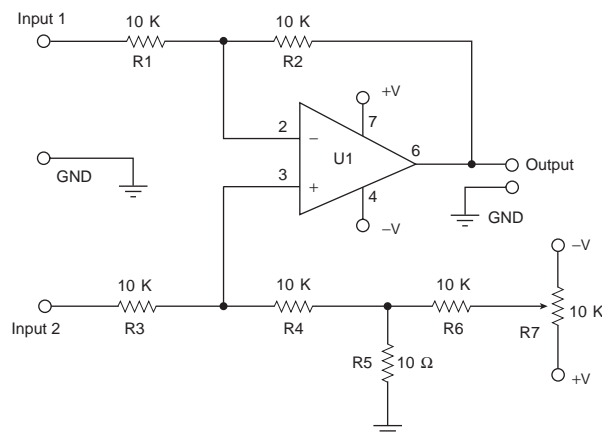 Input 1
10 K
R1
10 K
R2
+V
7
2
−
U1
6
Output
3
+
4
−V
GND
GND
Input 2
10 K
R3
10 K
R4
10 K
R6
−V
10 K
R7
+V
R5
10 Ω